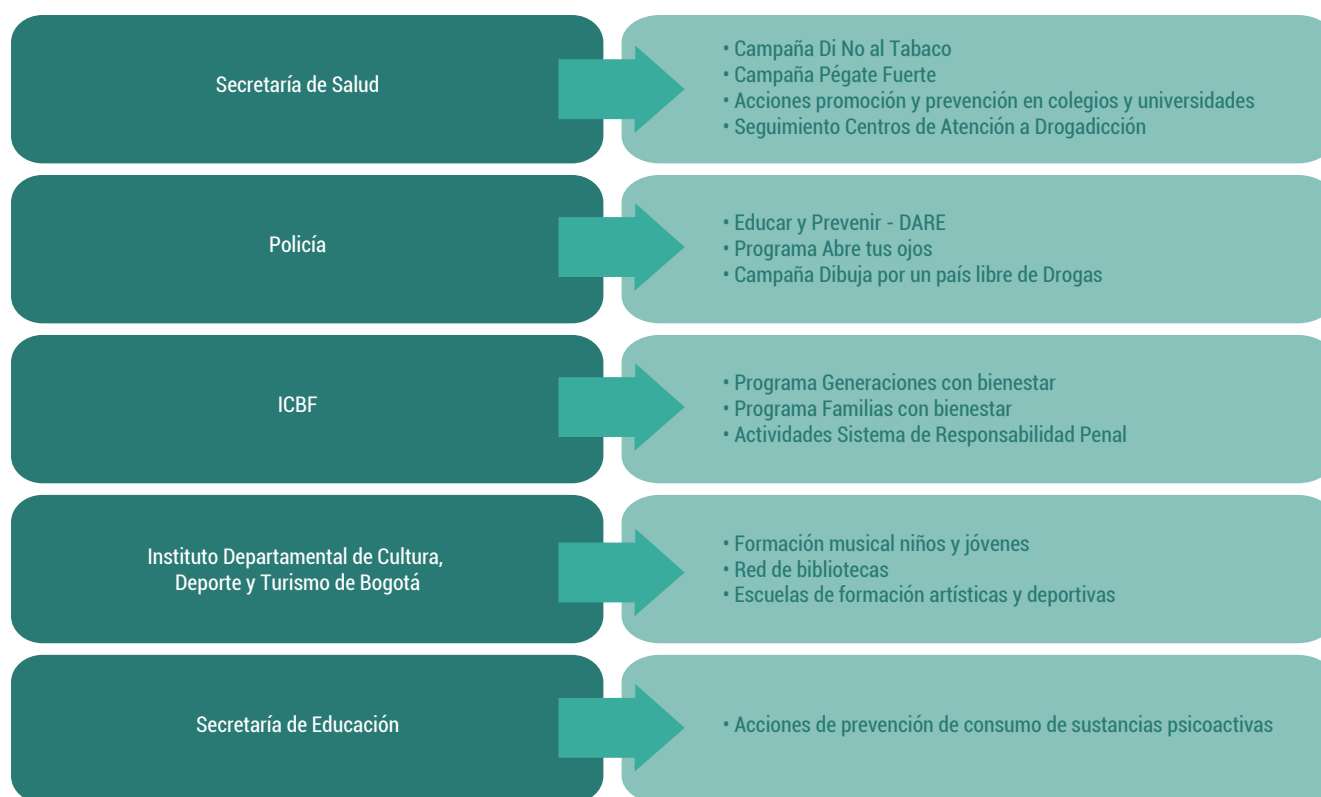 Secretaría de Salud
• Campaña Di No al Tabaco
• Campaña Pégate Fuerte
• Acciones promoción y prevención en colegios y universidades
• Seguimiento Centros de Atención a Drogadicción
Policía
• Educar y Prevenir - DARE
• Programa Abre tus ojos
• Campaña Dibuja por un país libre de Drogas
ICBF
• Programa Generaciones con bienestar
• Programa Familias con bienestar
• Actividades Sistema de Responsabilidad Penal
Instituto Departamental de Cultura,
Deporte y Turismo de Bogotá
• Formación musical niños y jóvenes
• Red de bibliotecas
• Escuelas de formación artísticas y deportivas
Secretaría de Educación
• Acciones de prevención de consumo de sustancias psicoactivas